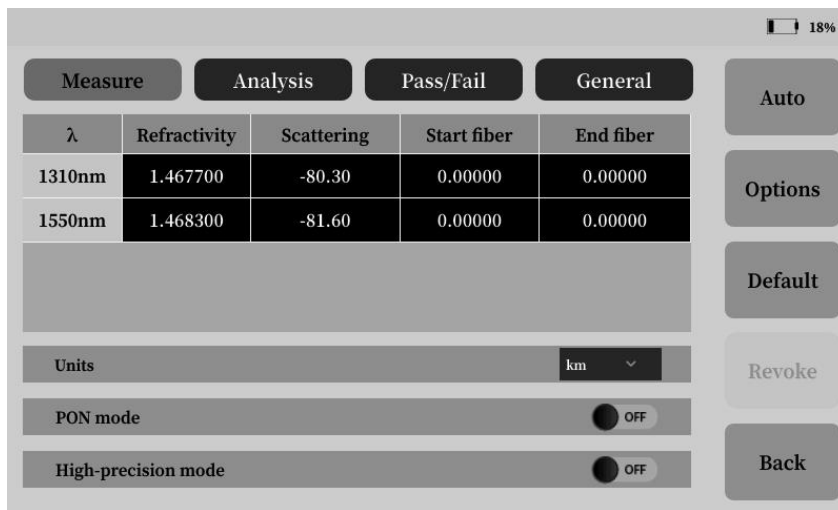 18%
Measure Analysis Pass/Fail General
Auto
λ Refractivity Scattering Start fiber End fiber
1310nm 1.467700 -80.30 0.00000 0.00000
Options
1550nm 1.468300 -81.60 0.00000 0.00000
Default
Units km
Revoke
PON mode OFF
High-precision mode OFF
Back